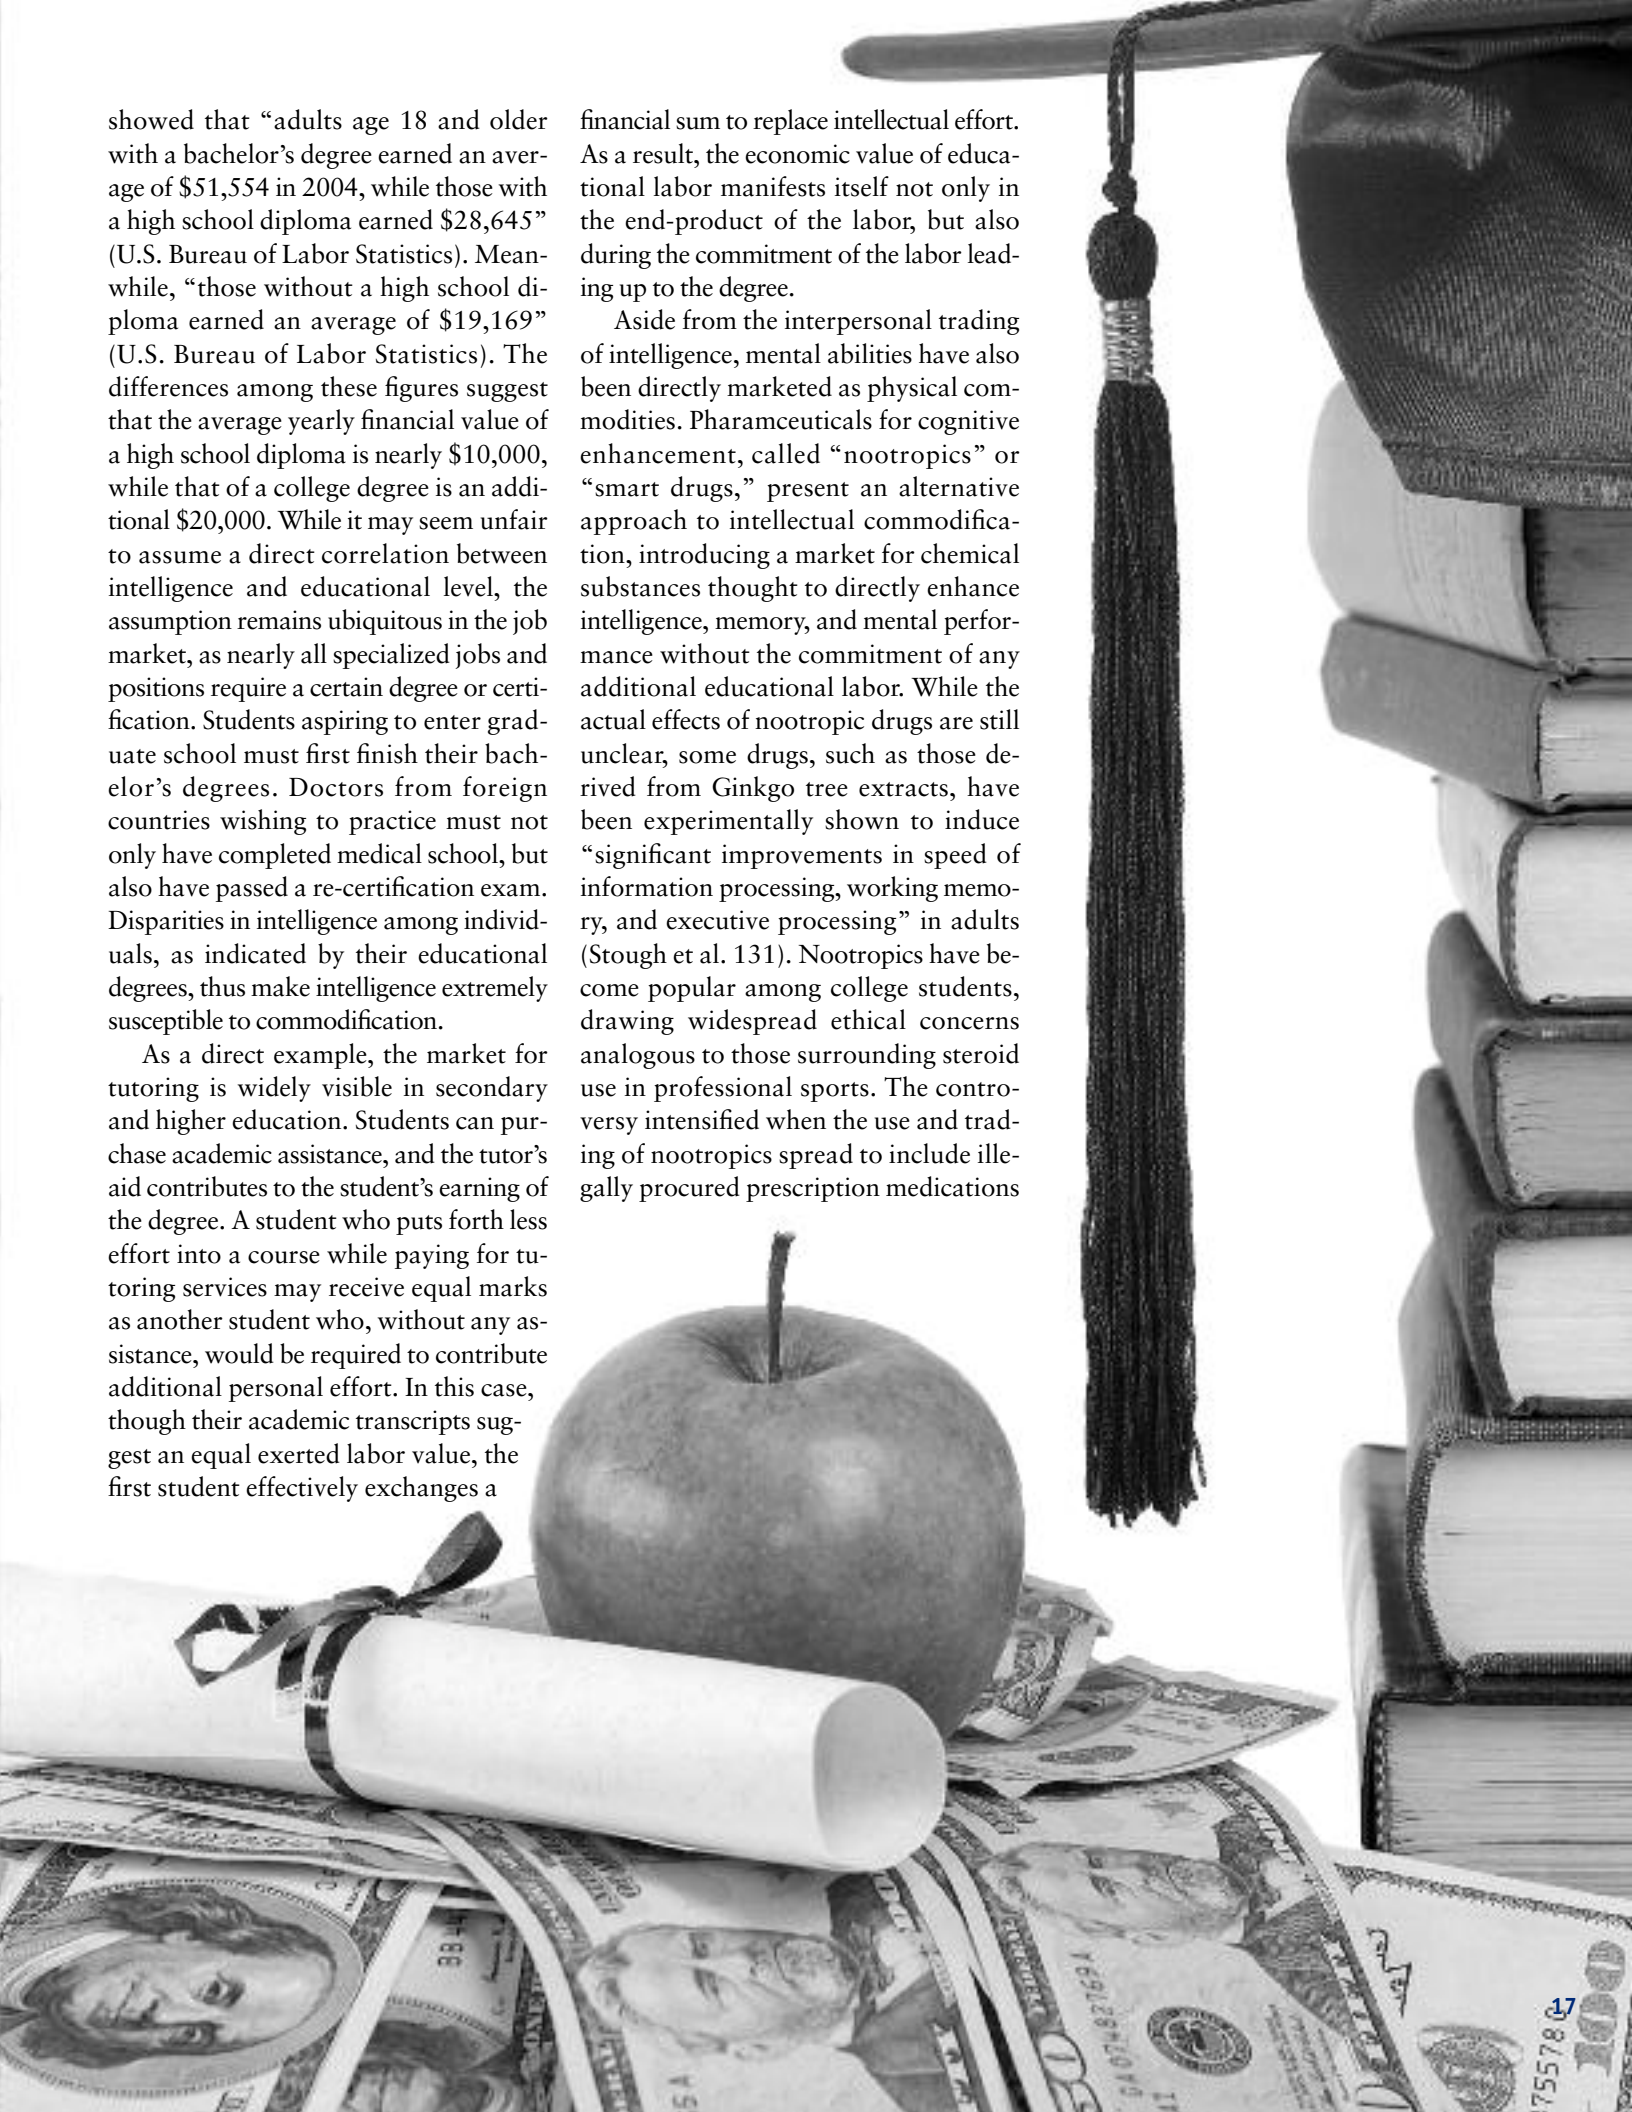 showed that “adults age 18 and older
with a bachelor’s degree earned an aver-
age of $51,554 in 2004, while those with
a high school diploma earned $28,645”
(U.S. Bureau of Labor Statistics). Mean-
while, “those without a high school di-
ploma earned an average of $19,169”
(U.S. Bureau of Labor Statistics). The
differences among these figures suggest
that the average yearly financial value of
a high school diploma is nearly $10,000,
while that of a college degree is an addi-
tional $20,000. While it may seem unfair
to assume a direct correlation between
intelligence and educational level, the
assumption remains ubiquitous in the job
market, as nearly all specialized jobs and
positions require a certain degree or certi-
fication. Students aspiring to enter grad-
uate school must first finish their bach-
elor’s degrees. Doctors from foreign
countries wishing to practice must not
only have completed medical school, but
also have passed a re-certification exam.
Disparities in intelligence among individ-
uals, as indicated by their educational
degrees, thus make intelligence extremely
susceptible to commodification.
As a direct example, the market for
tutoring is widely visible in secondary
and higher education. Students can pur-
chase academic assistance, and the tutor’s
aid contributes to the student’s earning of
the degree. A student who puts forth less
effort into a course while paying for tu-
toring services may receive equal marks
as another student who, without any as-
sistance, would be required to contribute
additional personal effort. In this case,
though their academic transcripts sug-
gest an equal exerted labor value, the
first student effectively exchanges a
financial sum to replace intellectual effort.
As a result, the economic value of educa-
tional labor manifests itself not only in
the end-product of the labor, but also
during the commitment of the labor lead-
ing up to the degree.
Aside from the interpersonal trading
of intelligence, mental abilities have also
been directly marketed as physical com-
modities. Pharamceuticals for cognitive
enhancement, called “nootropics” or
“smart drugs,” present an alternative
approach to intellectual commodifica-
tion, introducing a market for chemical
substances thought to directly enhance
intelligence, memory, and mental perfor-
mance without the commitment of any
additional educational labor. While the
actual effects of nootropic drugs are still
unclear, some drugs, such as those de-
rived from Ginkgo tree extracts, have
been experimentally shown to induce
“significant improvements in speed of
information processing, working memo-
ry, and executive processing” in adults
(Stough et al. 131). Nootropics have be-
come popular among college students,
drawing widespread ethical concerns
analogous to those surrounding steroid
use in professional sports. The contro-
versy intensified when the use and trad-
ing of nootropics spread to include ille-
gally procured prescription medications
100
17